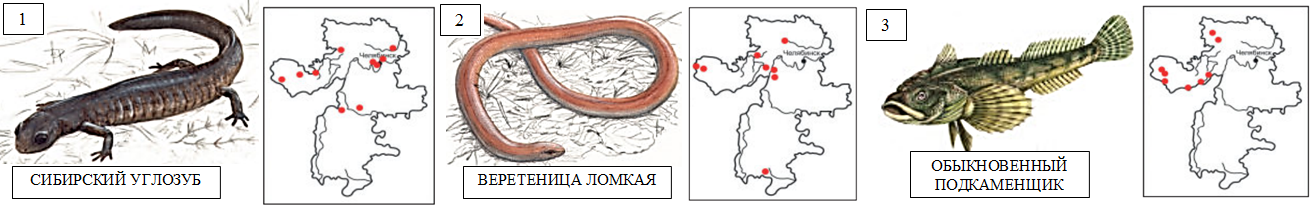 1
Челябинск
СИБИРСКИЙ УГЛОЗУБ
2
Челябинск
ВЕРЕТЕНИЦА ЛОМКАЯ
3
Челябинск
ОБЫКНОВЕННЫЙ
ПОДКАМЕНЩИК